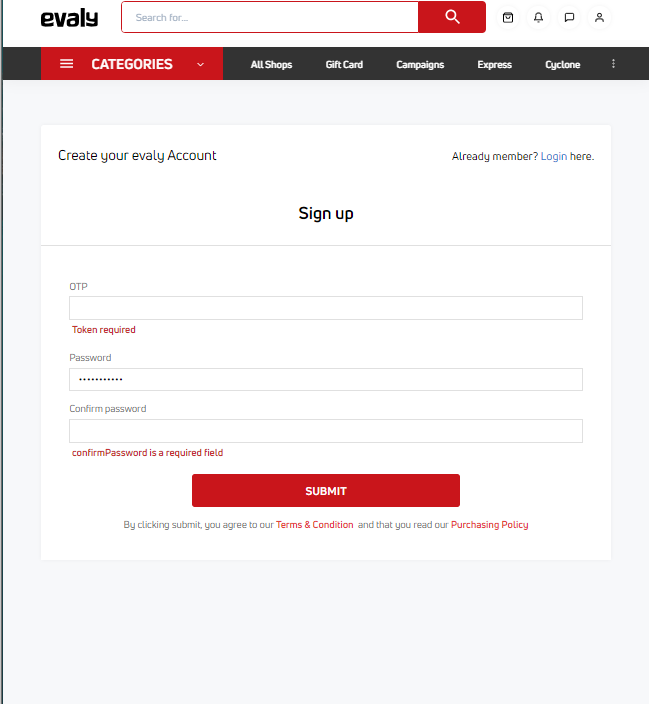 evaly
Search for...
CATEGORIES
All Shops
Gift Card
Campaigns
Express
Cyclone
Create your evaly Account
Already member? Login here.
Sign up
OTP
Token required
Password
Confirm password
confirmPassword is a required field
SUBMIT
By clicking submit, you agree to our Terms & Condition and that you read our Purchasing Policy